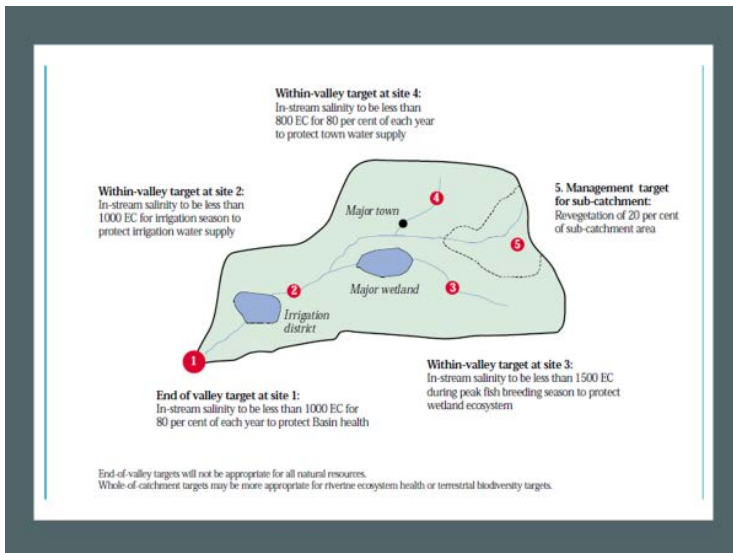 Within-valley target at site 4:
In-stream salinity to be less than
800 EC for 80 per cent of each year
to protect town water supply
Within-valley target at site 2:
In-stream salinity to be less than
1000 EC for irrigation season to
protect irrigation water supply
5. Management target
for sub-catchment:
Revegetation of 20 per cent
of sub-catchment area
4
Major town
5
2
Major wetland
3
Irrigation
district
1
Within-valley target at site 3:
In-stream salinity to be less than 1500 EC
during peak fish breeding season to protect
wetland ecosystem
End of valley target at site 1:
In-stream salinity to be less than 1000 EC for
80 per cent of each year to protect Basin health
End-of-valley targets will not be appropriate for all natural resources.
Whole-of-catchment targets may be more appropriate for riverine ecosystem health or terrestrial biodiversity targets.